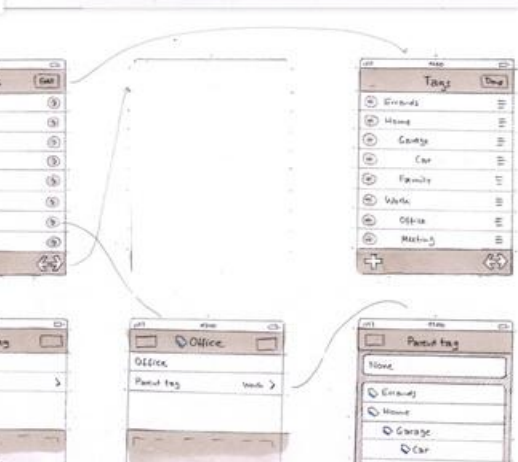 Edit
Tags
Done
Errands
Home
Garage
Car
Family
Work
Office
Meeting
Office
Office
Parent tag
Work
Parent tag
None
Errands
Home
Garage
Car